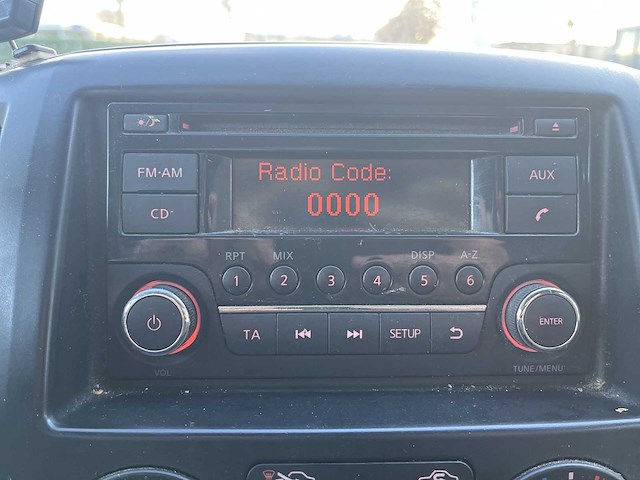 Radio Code:
0000
FM·AM
AUX
CD
RPT MIX DISP A-Z
1 2 3 4 5 6
TA SETUP ENTER
VOL TUNE/MENU